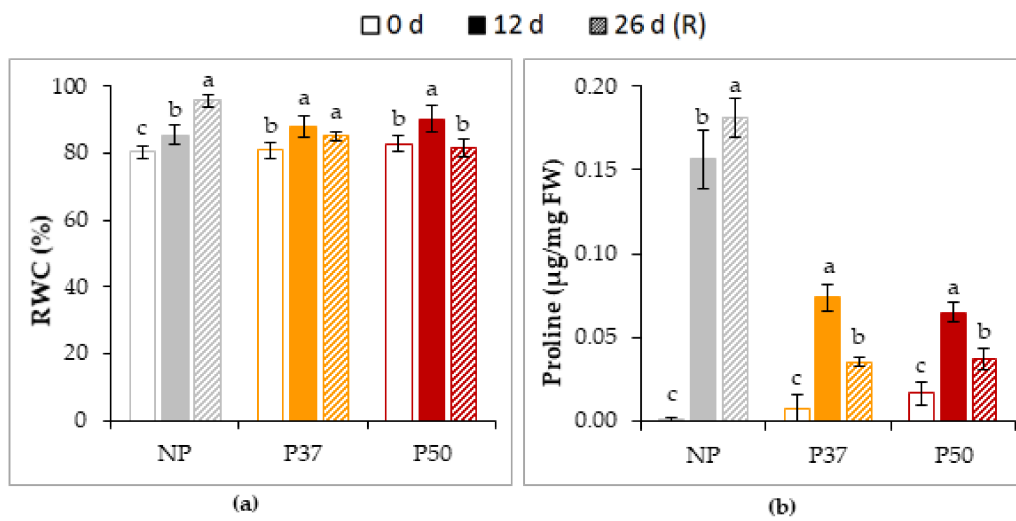 0 d 12 d 26 d (R)
RWC (%)
100
80
60
40
20
0
c b a b a a b a b
NP P37 P50
(a)
Proline (µg/mg FW)
0.20
0.15
0.10
0.05
0.00
c b a c a b c a b
NP P37 P50
(b)